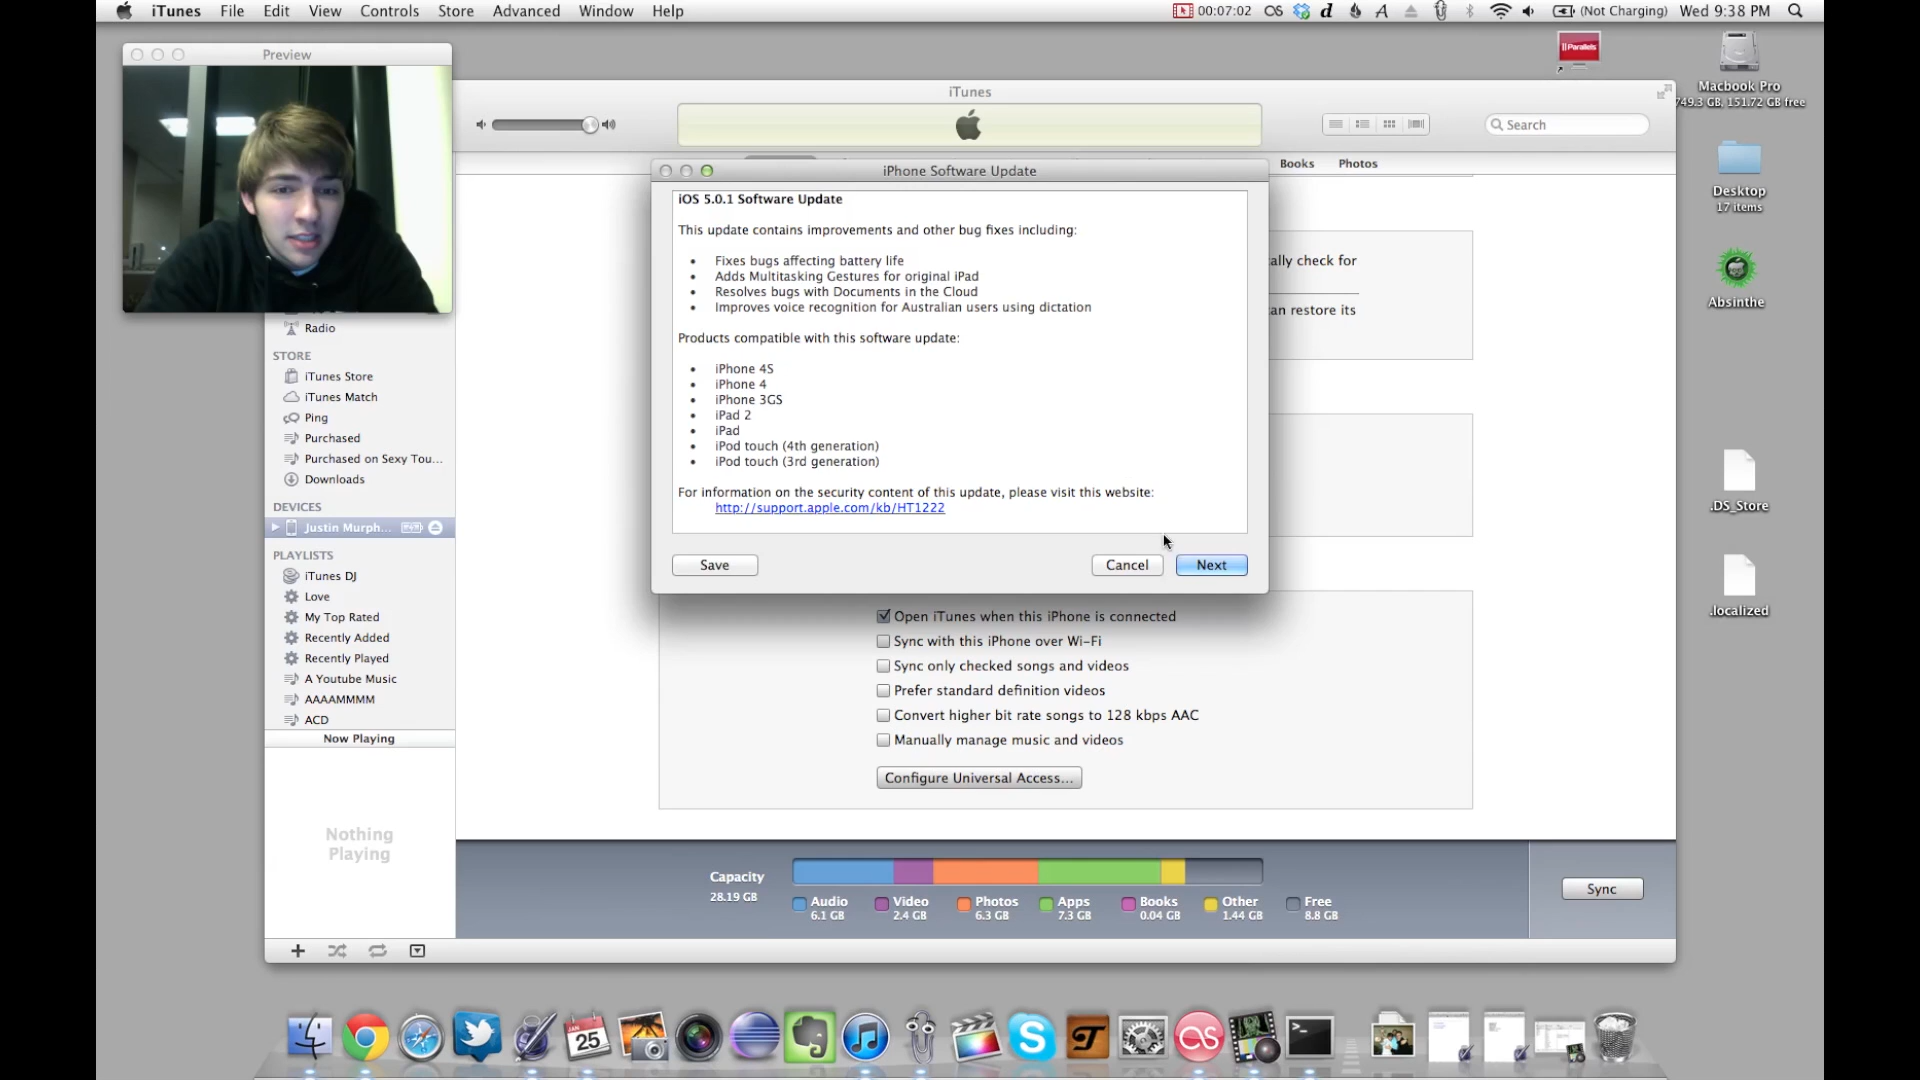 iTunes File Edit View Controls Store Advanced Window Help
00:07:02 (Not Charging) Wed 9:38 PM
Preview
iTunes
Search
Books Photos
iPhone Software Update
iOS 5.0.1 Software Update
This update contains improvements and other bug fixes including:
• Fixes bugs affecting battery life
• Adds Multitasking Gestures for original iPad
• Resolves bugs with Documents in the Cloud
• Improves voice recognition for Australian users using dictation
Products compatible with this software update:
• iPhone 4S
• iPhone 4
• iPhone 3GS
• iPad 2
• iPad
• iPod touch (4th generation)
• iPod touch (3rd generation)
For information on the security content of this update, please visit this website:
http://support.apple.com/kb/HT1222
Save Cancel Next
ally check for
an restore its
Radio
STORE
iTunes Store
iTunes Match
Ping
Purchased
Purchased on Sexy Tou...
Downloads
DEVICES
Justin Murph...
PLAYLISTS
iTunes DJ
Love
My Top Rated
Recently Added
Recently Played
A Youtube Music
AAAAMMMM
ACD
Now Playing
Nothing
Playing
Open iTunes when this iPhone is connected
Sync with this iPhone over Wi-Fi
Sync only checked songs and videos
Prefer standard definition videos
Convert higher bit rate songs to 128 kbps AAC
Manually manage music and videos
Configure Universal Access...
Capacity
28.19 GB
Audio Video Photos Apps Books Other Free
6.1 GB 2.4 GB 6.3 GB 7.3 GB 0.04 GB 1.44 GB 8.8 GB
Sync
Parallels
Macbook Pro
749.3 GB, 151.72 GB free
Desktop
17 items
Absinthe
.DS_Store
.localized
JAN
25